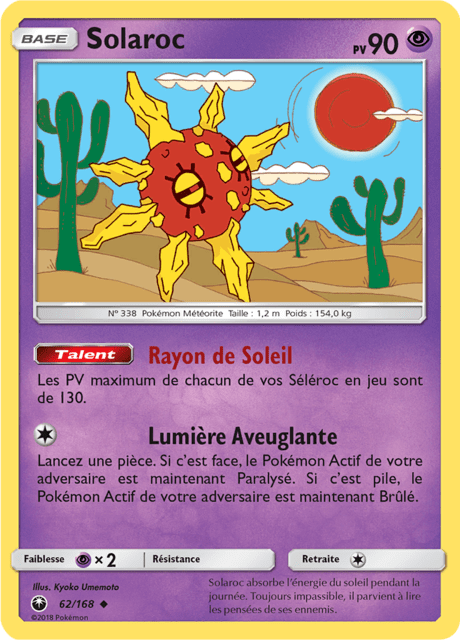 BASE Solaroc PV90
N° 338 Pokémon Météorite Taille : 1,2 m Poids : 154,0 kg
Talent Rayon de Soleil
Les PV maximum de chacun de vos Séléroc en jeu sont
de 130.
Lumière Aveuglante
Lancez une pièce. Si c'est face, le Pokémon Actif de votre
adversaire est maintenant Paralysé. Si c'est pile, le
Pokémon Actif de votre adversaire est maintenant Brûlé.
Faiblesse ×2 Résistance Retraite
Illus. Kyoko Umemoto
62/168
©2018 Pokémon
Solaroc absorbe l'énergie du soleil pendant la
journée. Toujours impassible, il parvient à lire
les pensées de ses ennemis.